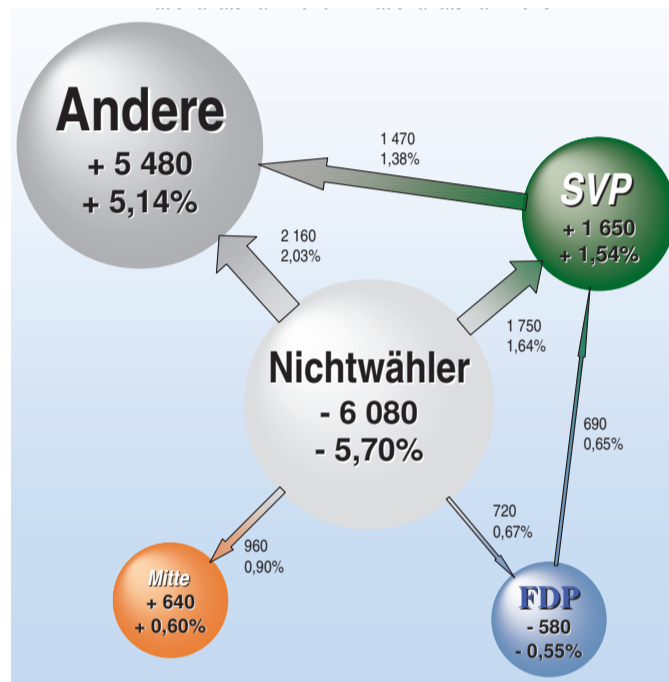 Andere
+ 5 480
+ 5,14%
1 470
1,38%
SVP
+ 1 650
+ 1,54%
2 160
2,03%
1 750
1,64%
Nichtwähler
- 6 080
- 5,70%
690
0,65%
720
0,67%
960
0,90%
Mitte
+ 640
+ 0,60%
FDP
- 580
- 0,55%